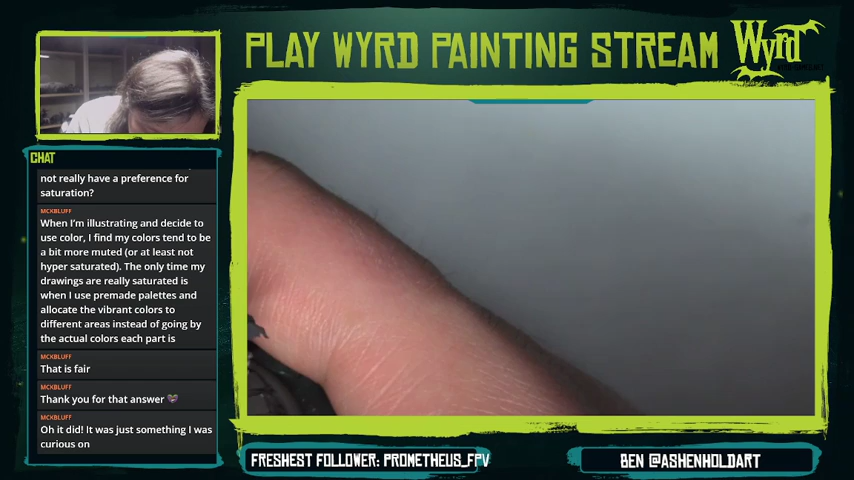 PLAY WYRD PAINTING STREAM
Wyrd
CHAT
not really have a preference for
saturation?
MCKBLUFF
When I'm illustrating and decide to
use color, I find my colors tend to be
a bit more muted (or at least not
hyper saturated). The only time my
drawings are really saturated is
when I use premade palettes and
allocate the vibrant colors to
different areas instead of going by
the actual colors each part is
MCKBLUFF
That is fair
MCKBLUFF
Thank you for that answer
MCKBLUFF
Oh it did! It was just something I was
curious on
FRESHEST FOLLOWER: PROMETHEUS_FPV
BEN @ASHENHOLDART